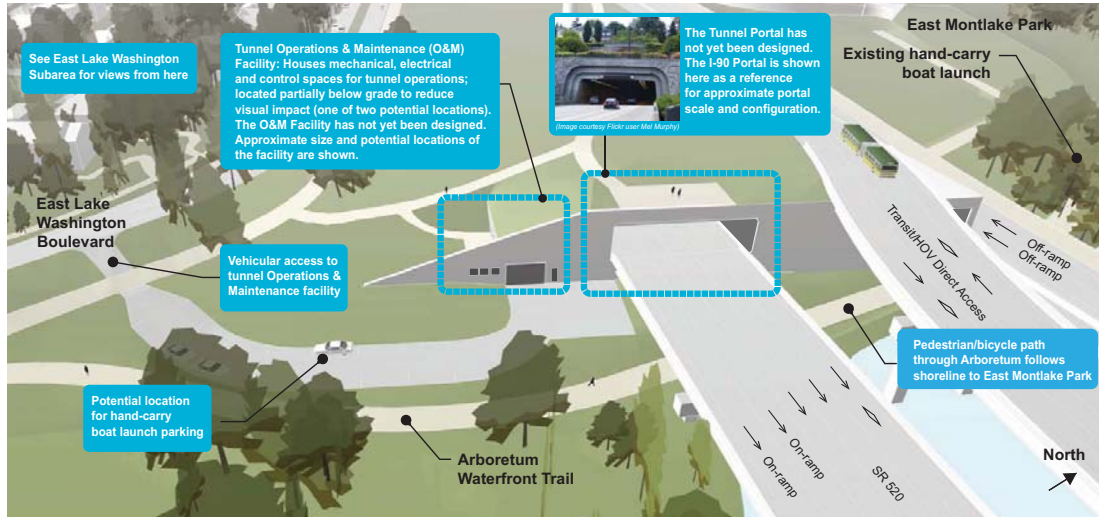 See East Lake Washington
Subarea for views from here
Tunnel Operations & Maintenance (O&M)
Facility: Houses mechanical, electrical
and control spaces for tunnel operations;
located partially below grade to reduce
visual impact (one of two potential locations).
The O&M Facility has not yet been designed.
Approximate size and potential locations of
the facility are shown.
(Image courtesy Flickr user Mel Murphy)
The Tunnel Portal has
not yet been designed.
The I-90 Portal is shown
here as a reference
for approximate portal
scale and configuration.
East Montlake Park
Existing hand-carry
boat launch
East Lake
Washington
Boulevard
Vehicular access to
tunnel Operations &
Maintenance facility
Transit/HOV Direct Access
Off-ramp
Off-ramp
Pedestrian/bicycle path
through Arboretum follows
shoreline to East Montlake Park
Potential location
for hand-carry
boat launch parking
Arboretum
Waterfront Trail
On-ramp
On-ramp
SR 520
North